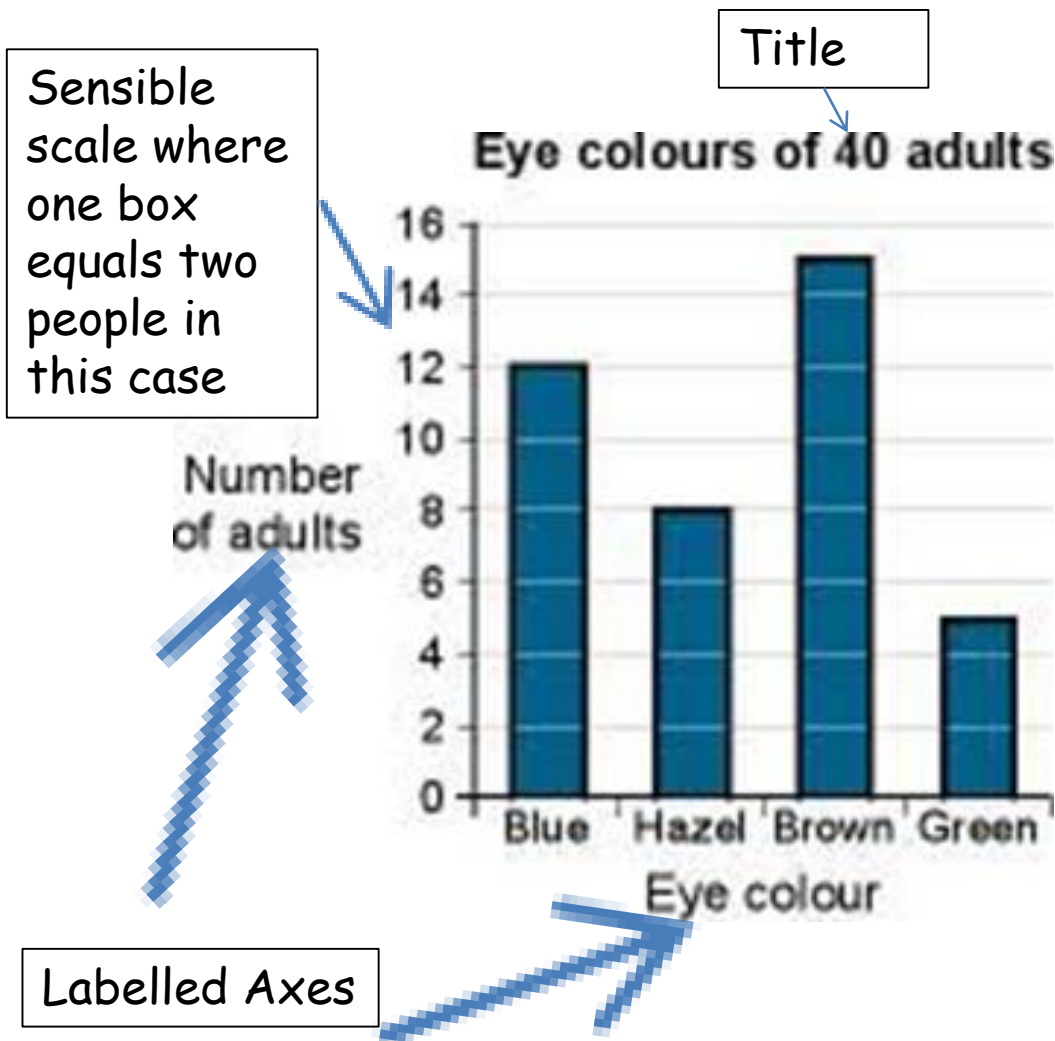 Title
Sensible
scale where
one box
equals two
people in
this case
Eye colours of 40 adults
16
14
12
10
8
6
4
2
0
Number
of adults
Blue Hazel Brown Green
Eye colour
Labelled Axes